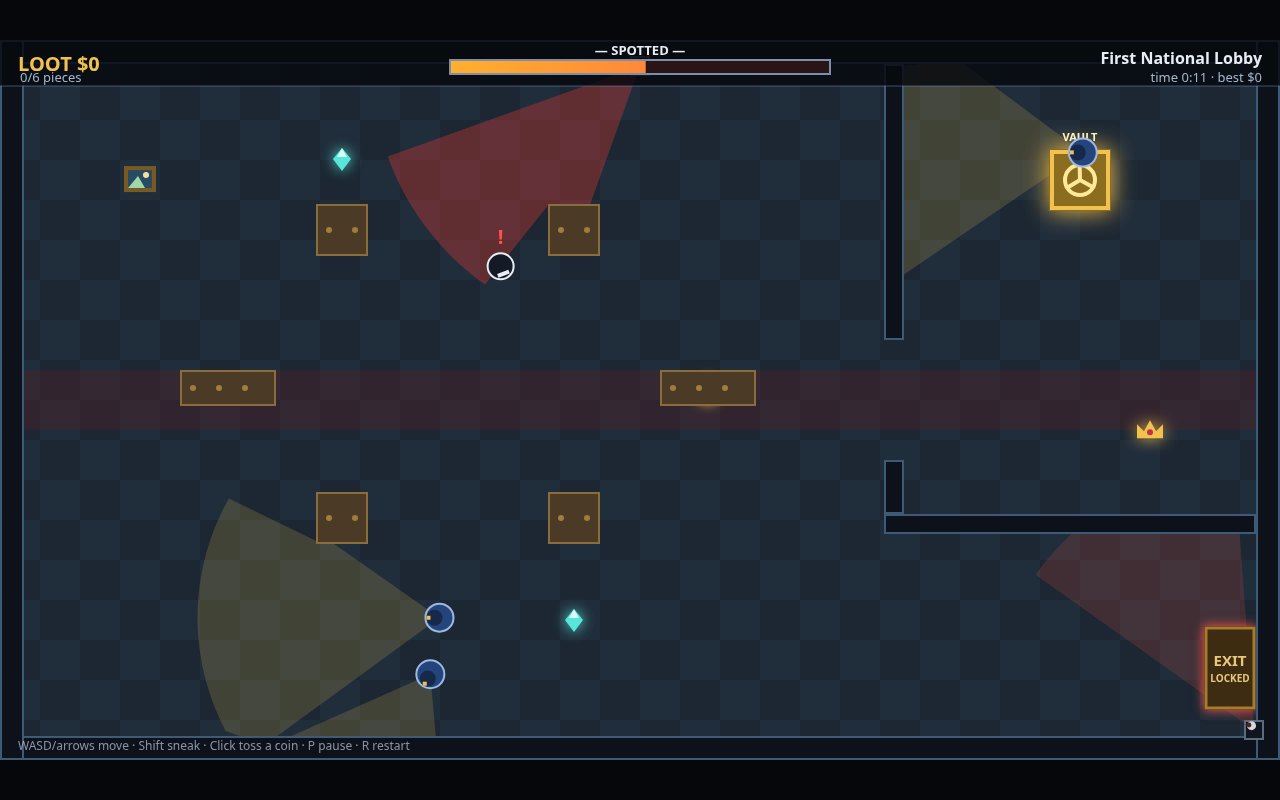 — SPOTTED —
LOOT $0
0/6 pieces
First National Lobby
time 0:11 · best $0
VAULT
!
EXIT
LOCKED
WASD/arrows move · Shift sneak · Click toss a coin · P pause · R restart